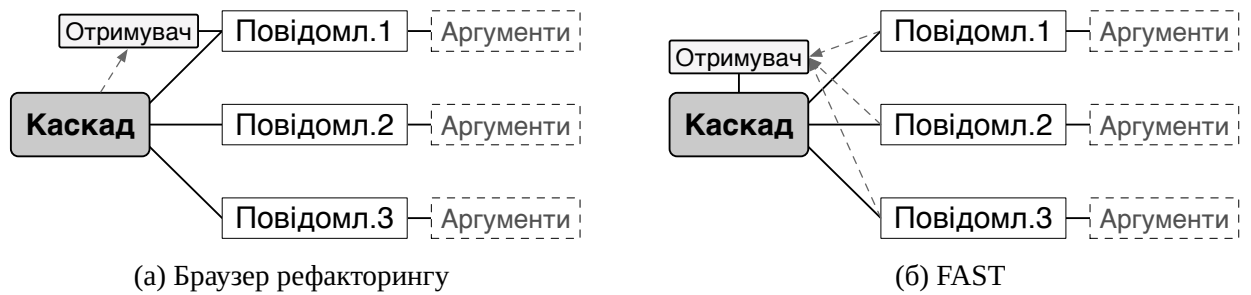 Отримувач
Повідомл.1
Аргументи
Каскад
Повідомл.2
Аргументи
Повідомл.3
Аргументи
(а) Браузер рефакторингу
Отримувач
Повідомл.1
Аргументи
Каскад
Повідомл.2
Аргументи
Повідомл.3
Аргументи
(б) FAST